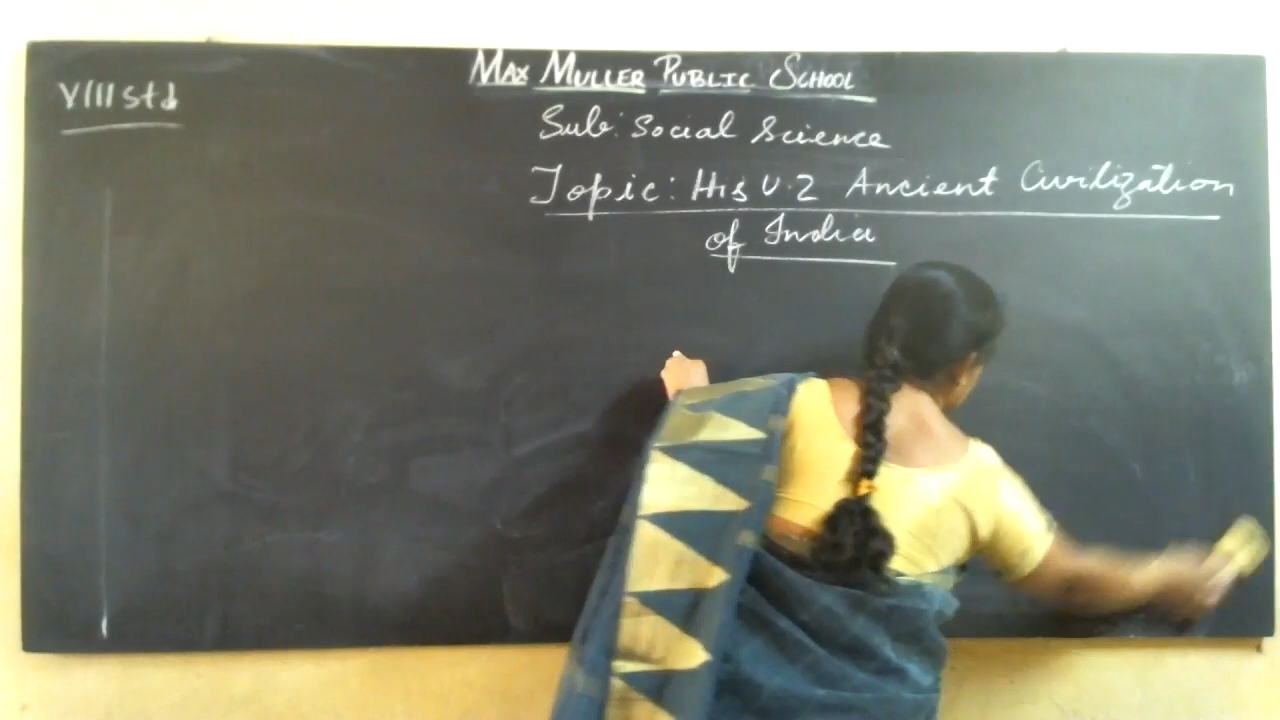 MAX MULLER PUBLIC SCHOOL
VIII std
Sub: Social Science
Topic: His U.2 Ancient Civilization
of India